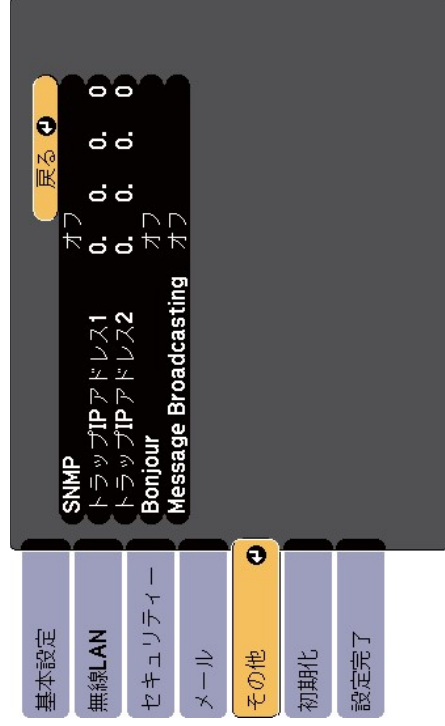 基本設定
無線LAN
セキュリティー
メール
その他
初期化
設定完了
戻る
SNMP オフ
トラップIPアドレス1 0. 0. 0. 0
トラップIPアドレス2 0. 0. 0. 0
Bonjour オフ
Message Broadcasting オフ